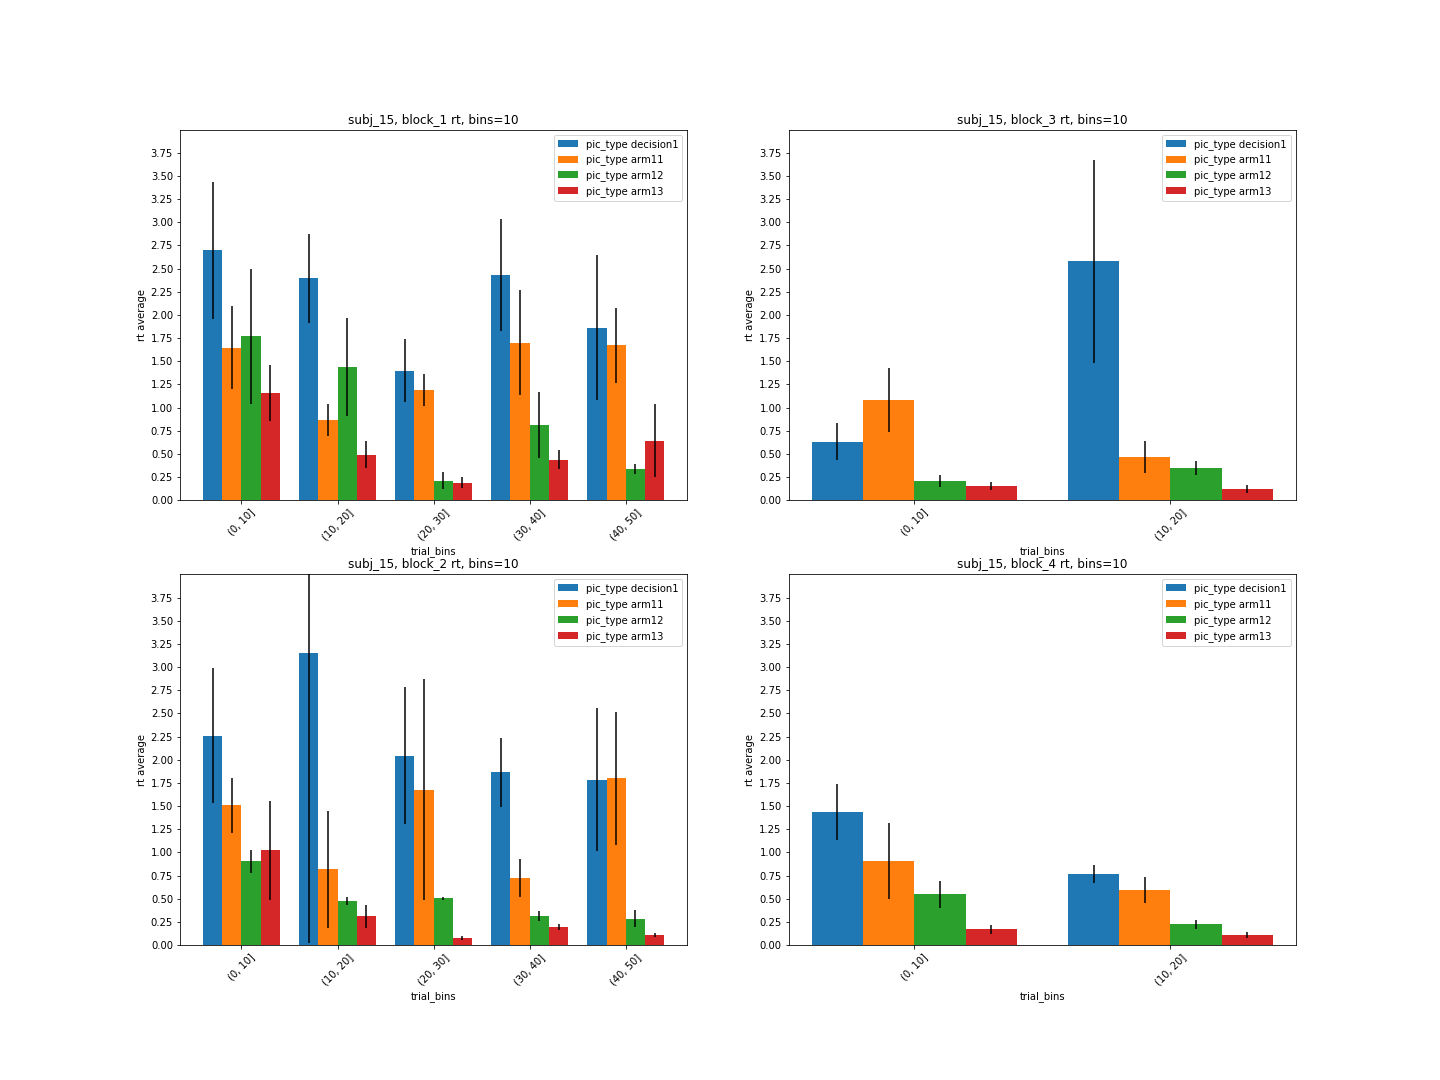 subj_15, block_1 rt, bins=10
pic_type decision1
pic_type arm11
pic_type arm12
pic_type arm13
3.75
3.50
3.25
3.00
2.75
2.50
2.25
2.00
1.75
1.50
1.25
1.00
0.75
0.50
0.25
0.00
rt average
(0, 10]
(10, 20]
(20, 30]
(30, 40]
(40, 50]
trial_bins
subj_15, block_3 rt, bins=10
pic_type decision1
pic_type arm11
pic_type arm12
pic_type arm13
3.75
3.50
3.25
3.00
2.75
2.50
2.25
2.00
1.75
1.50
1.25
1.00
0.75
0.50
0.25
0.00
rt average
(0, 10]
(10, 20]
trial_bins
subj_15, block_2 rt, bins=10
pic_type decision1
pic_type arm11
pic_type arm12
pic_type arm13
3.75
3.50
3.25
3.00
2.75
2.50
2.25
2.00
1.75
1.50
1.25
1.00
0.75
0.50
0.25
0.00
rt average
(0, 10]
(10, 20]
(20, 30]
(30, 40]
(40, 50]
trial_bins
subj_15, block_4 rt, bins=10
pic_type decision1
pic_type arm11
pic_type arm12
pic_type arm13
3.75
3.50
3.25
3.00
2.75
2.50
2.25
2.00
1.75
1.50
1.25
1.00
0.75
0.50
0.25
0.00
rt average
(0, 10]
(10, 20]
trial_bins